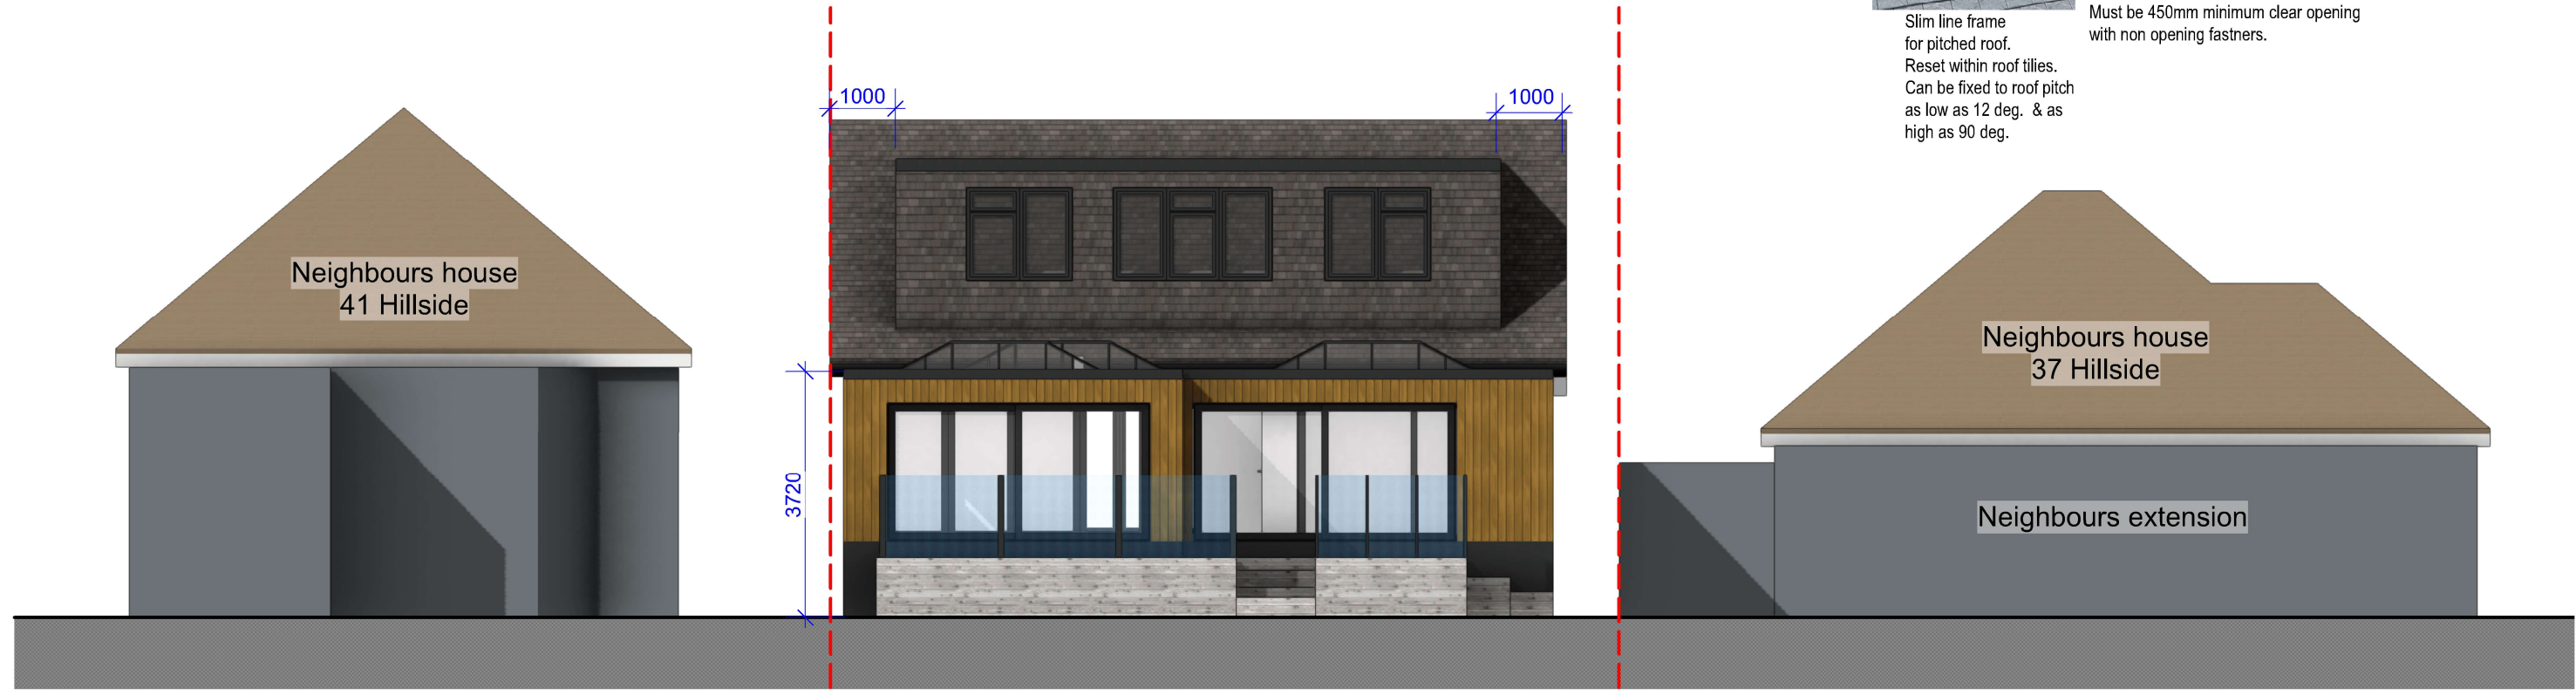 Slim line frame
for pitched roof.
Reset within roof tilies.
Can be fixed to roof pitch
as low as 12 deg. & as
high as 90 deg.
Must be 450mm minimum clear opening
with non opening fastners.
1000
1000
Neighbours house
41 Hillside
3720
Neighbours house
37 Hillside
Neighbours extension